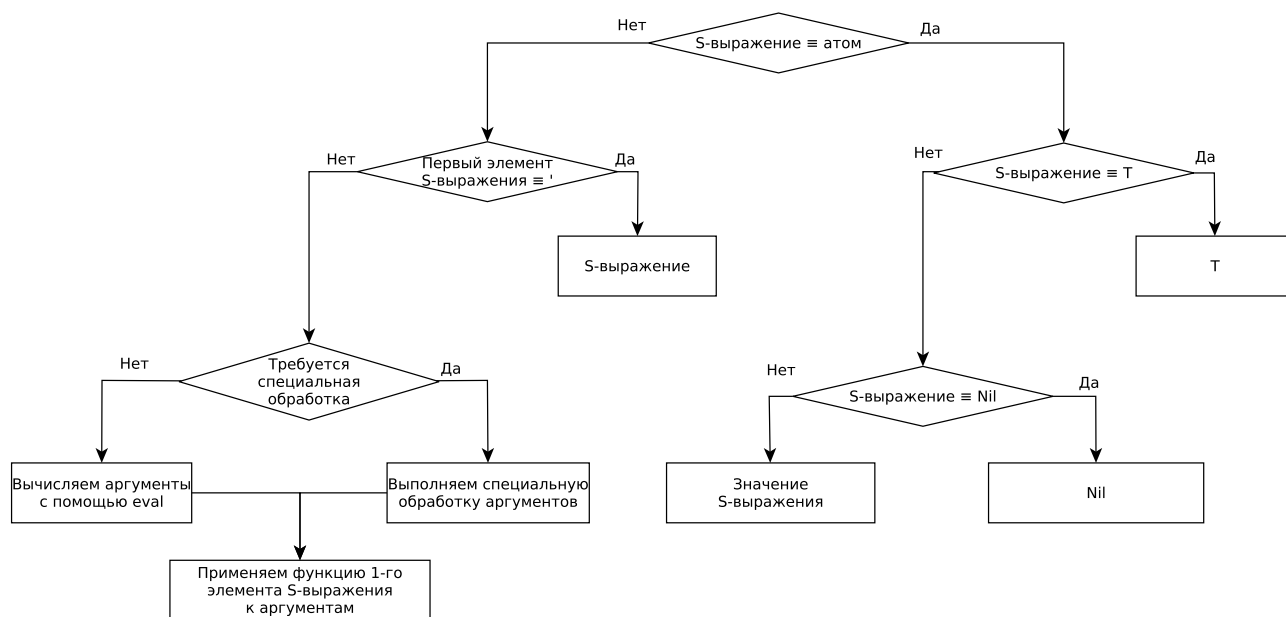 S-выражение ≡ атом
Нет
Да
Первый элемент
S-выражения ≡ '
Нет
Да
S-выражение ≡ T
Нет
Да
S-выражение
T
Требуется
специальная
обработка
Нет
Да
S-выражение ≡ Nil
Нет
Да
Вычисляем аргументы
с помощью eval
Выполняем специальную
обработку аргументов
Значение
S-выражения
Nil
Применяем функцию 1-го
элемента S-выражения
к аргументам